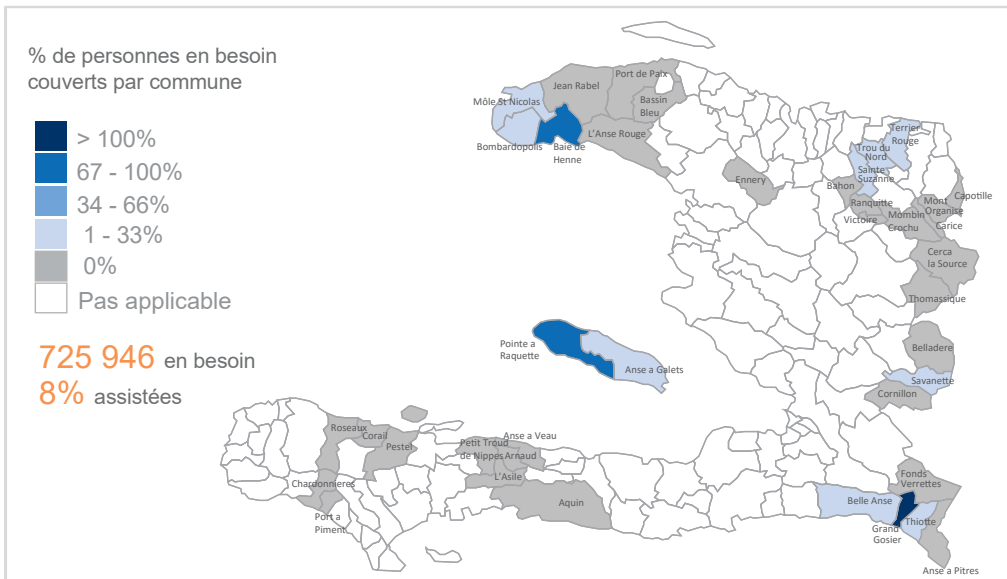 % de personnes en besoin
couverts par commune
> 100%
67 - 100%
34 - 66%
1 - 33%
0%
Pas applicable
725 946 en besoin
8% assistées
Port de Paix
Jean Rabel
Môle St Nicolas
Bassin
Bleu
L'Anse Rouge
Bombardopolis
Baie de
Henne
Terrier
Rouge
Trou du
Nord
Sainte
Suzanne
Ennery
Bahon
Ranquitte
Victoire
Mombin
Crochu
Mont
Organise
Capotille
Carice
Cerca
la Source
Thomassique
Belladere
Savanette
Cornillon
Pointe a
Raquette
Anse a Galets
Roseaux
Corail
Pestel
Anse a Veau
Petit Troud
de Nippes
Arnaud
L'Asile
Chardonnieres
Port a
Piment
Aquin
Fonds
Verrettes
Belle Anse
Grand
Gosier
Thiotte
Anse a Pitres